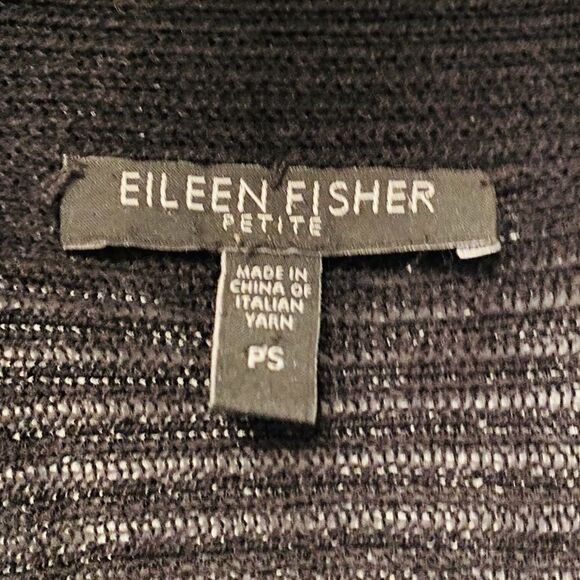 EILEEN FISHER
PETITE
MADE IN
CHINA OF
ITALIAN
YARN
PS